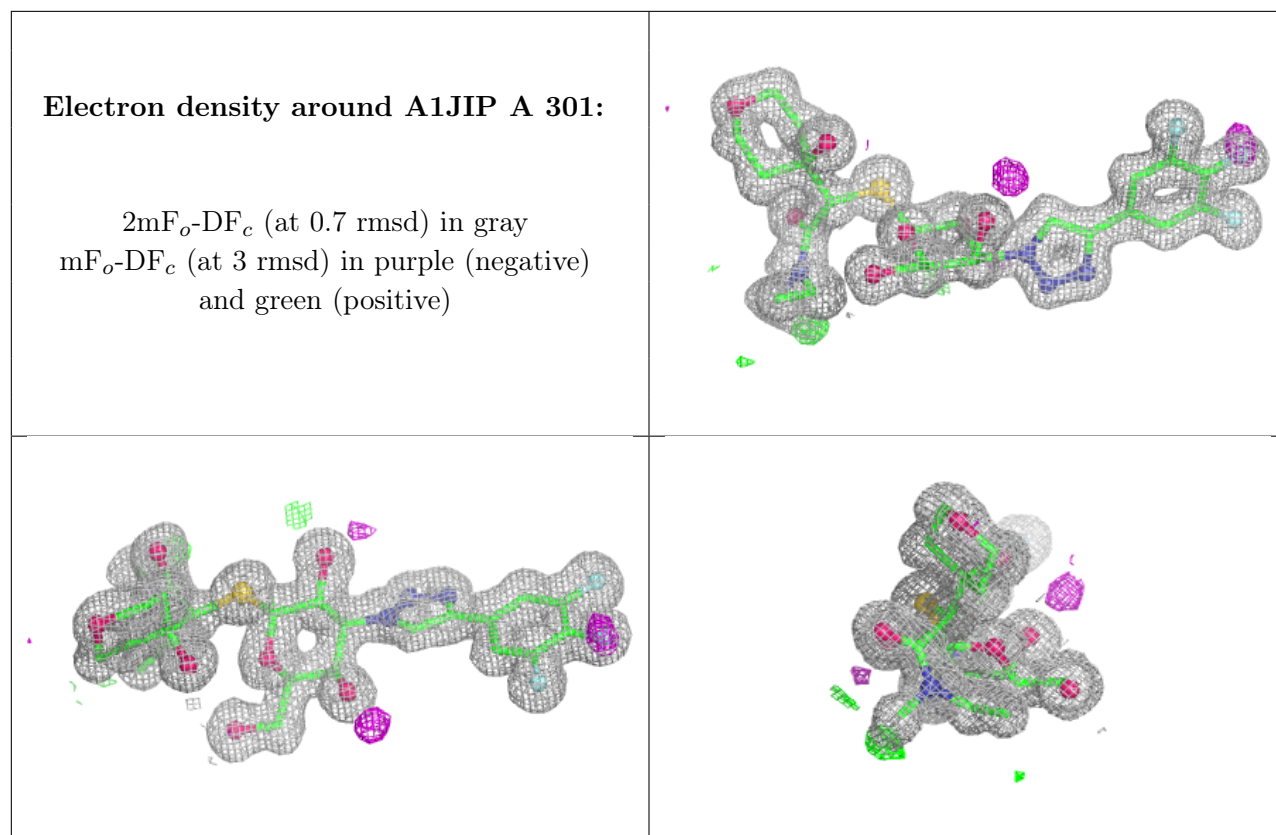 Electron density around A1JIP A 301:
2mFo-DFc (at 0.7 rmsd) in gray
mFo-DFc (at 3 rmsd) in purple (negative)
and green (positive)